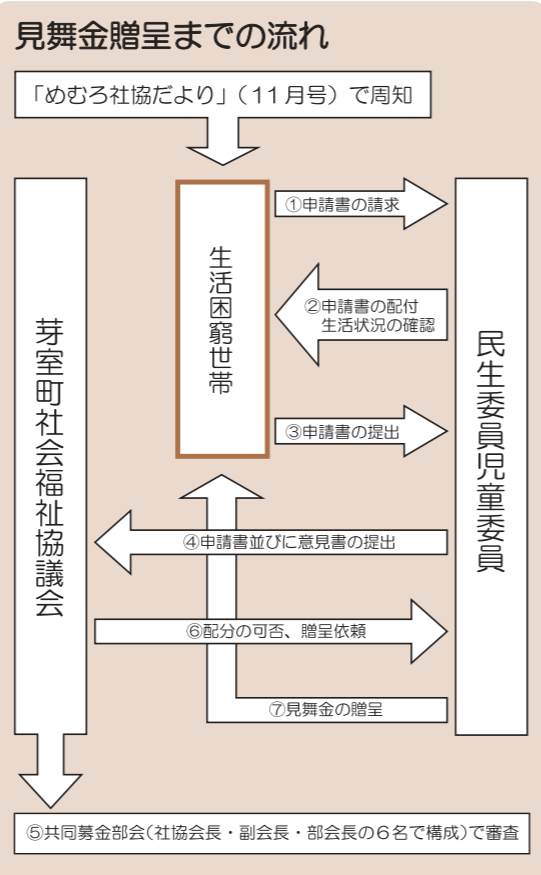 見舞金贈呈までの流れ
「めむろ社協だより」(11月号)で周知
生活困窮世帯
芽室町社会福祉協議会
民生委員児童委員
①申請書の請求
②申請書の配付
生活状況の確認
③申請書の提出
④申請書並びに意見書の提出
⑥配分の可否、贈呈依頼
⑦見舞金の贈呈
⑤共同募金部会(社協会長・副会長・部会長の6名で構成)で審査